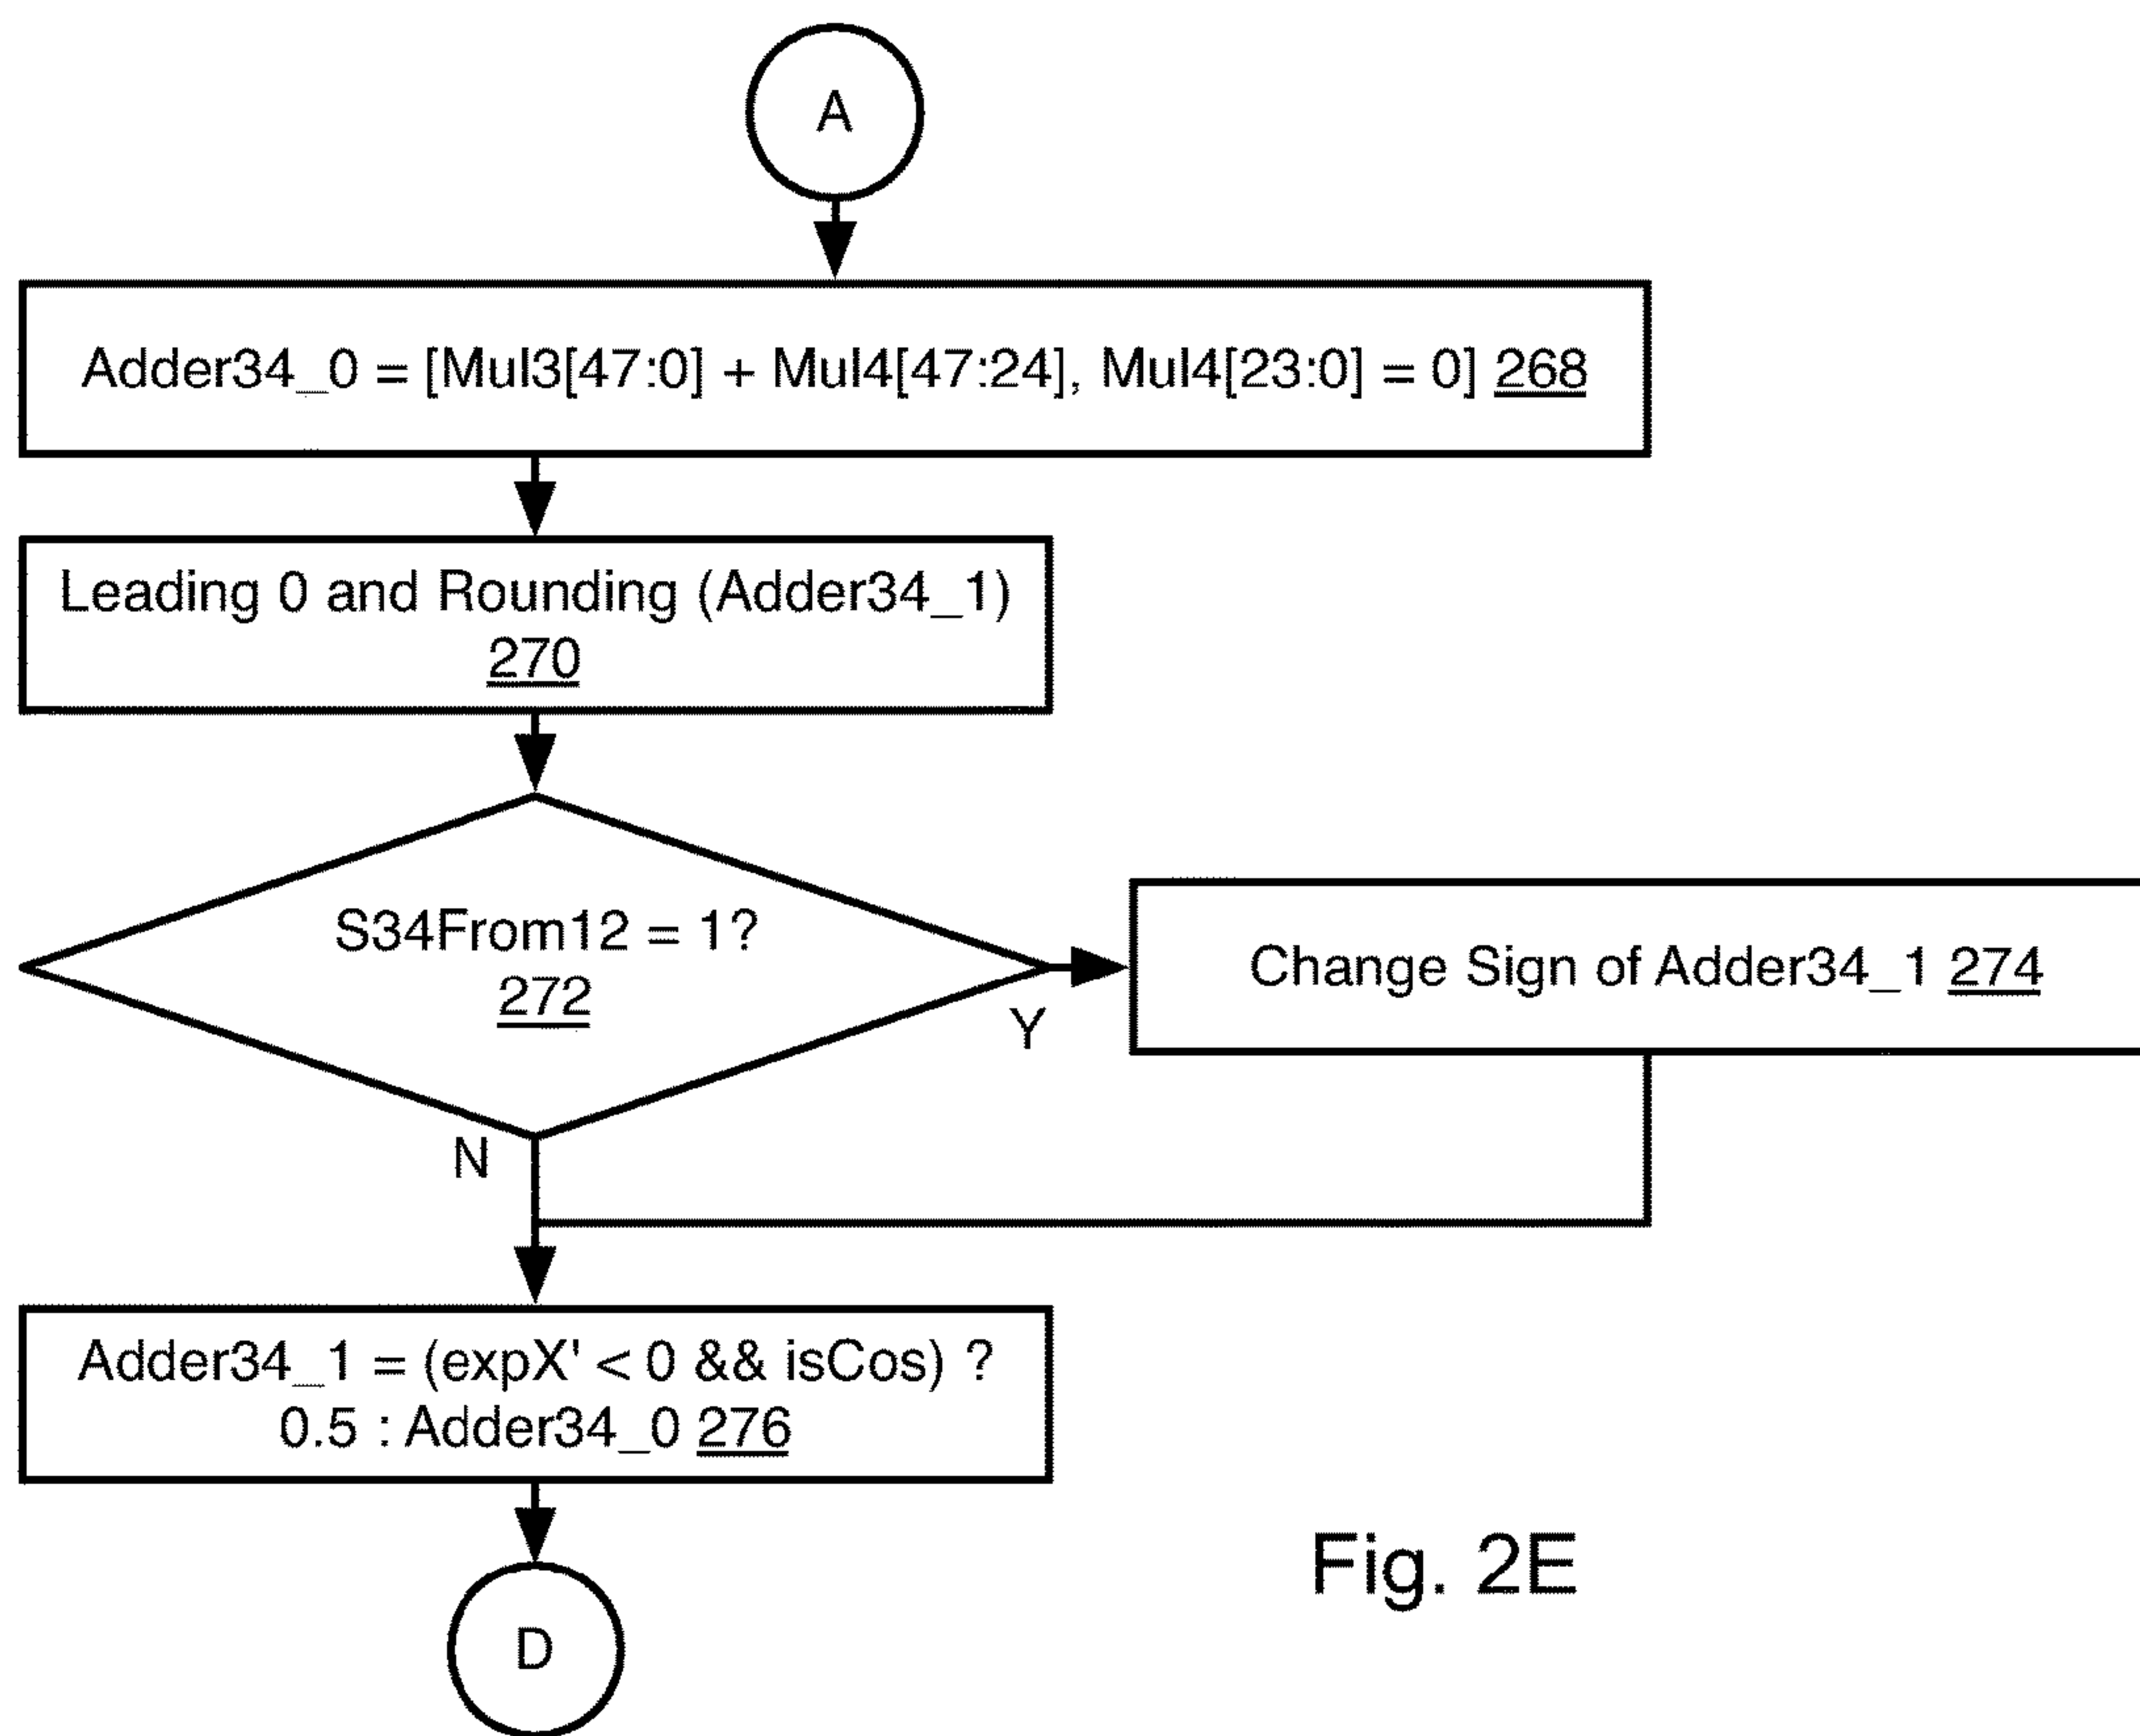 A
Adder34_0 = [Mul3[47:0] + Mul4[47:24], Mul4[23:0] = 0] 268
Leading 0 and Rounding (Adder34_1)
270
S34From12 = 1?
272
Y
Change Sign of Adder34_1 274
N
Adder34_1 = (expX' < 0 && isCos) ?
0.5 : Adder34_0 276
D
Fig. 2E